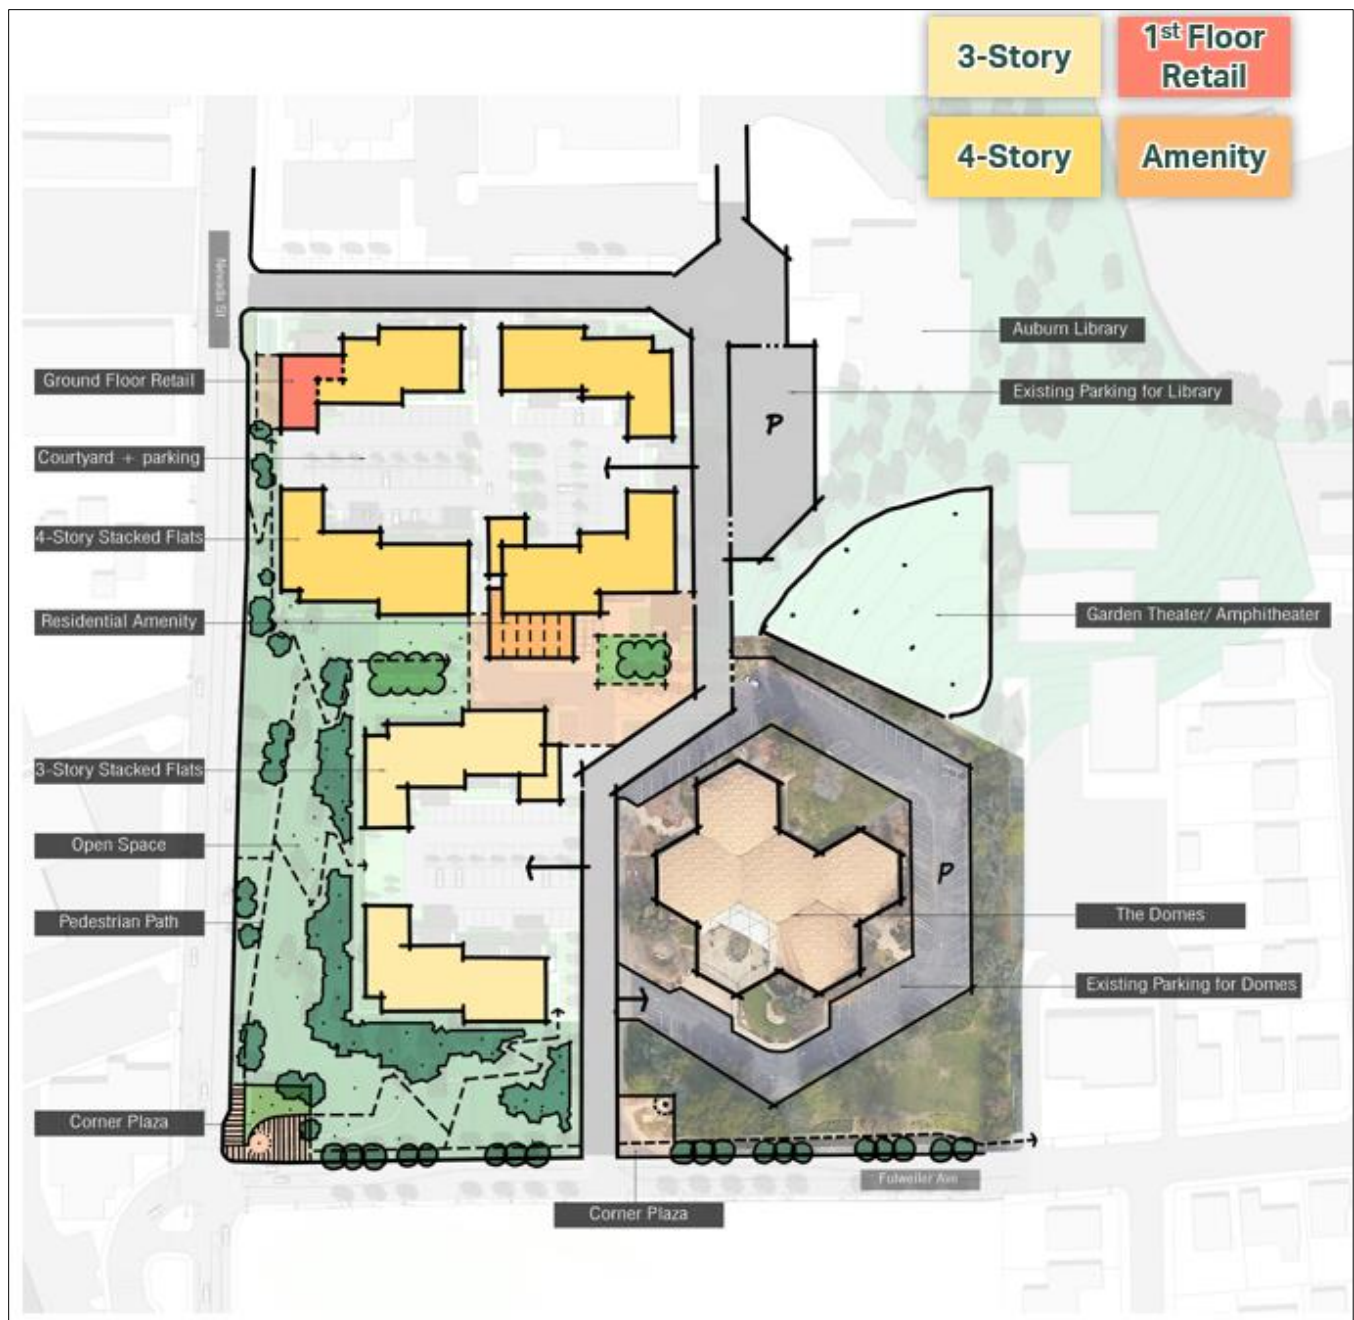 3-Story
1st Floor
Retail
4-Story
Amenity
Nevada St
Auburn Library
Ground Floor Retail
Existing Parking for Library
P
Courtyard + parking
4-Story Stacked Flats
Residential Amenity
Garden Theater/ Amphitheater
3-Story Stacked Flats
Open Space
P
Pedestrian Path
The Domes
Existing Parking for Domes
Corner Plaza
Fulweiler Ave
Corner Plaza